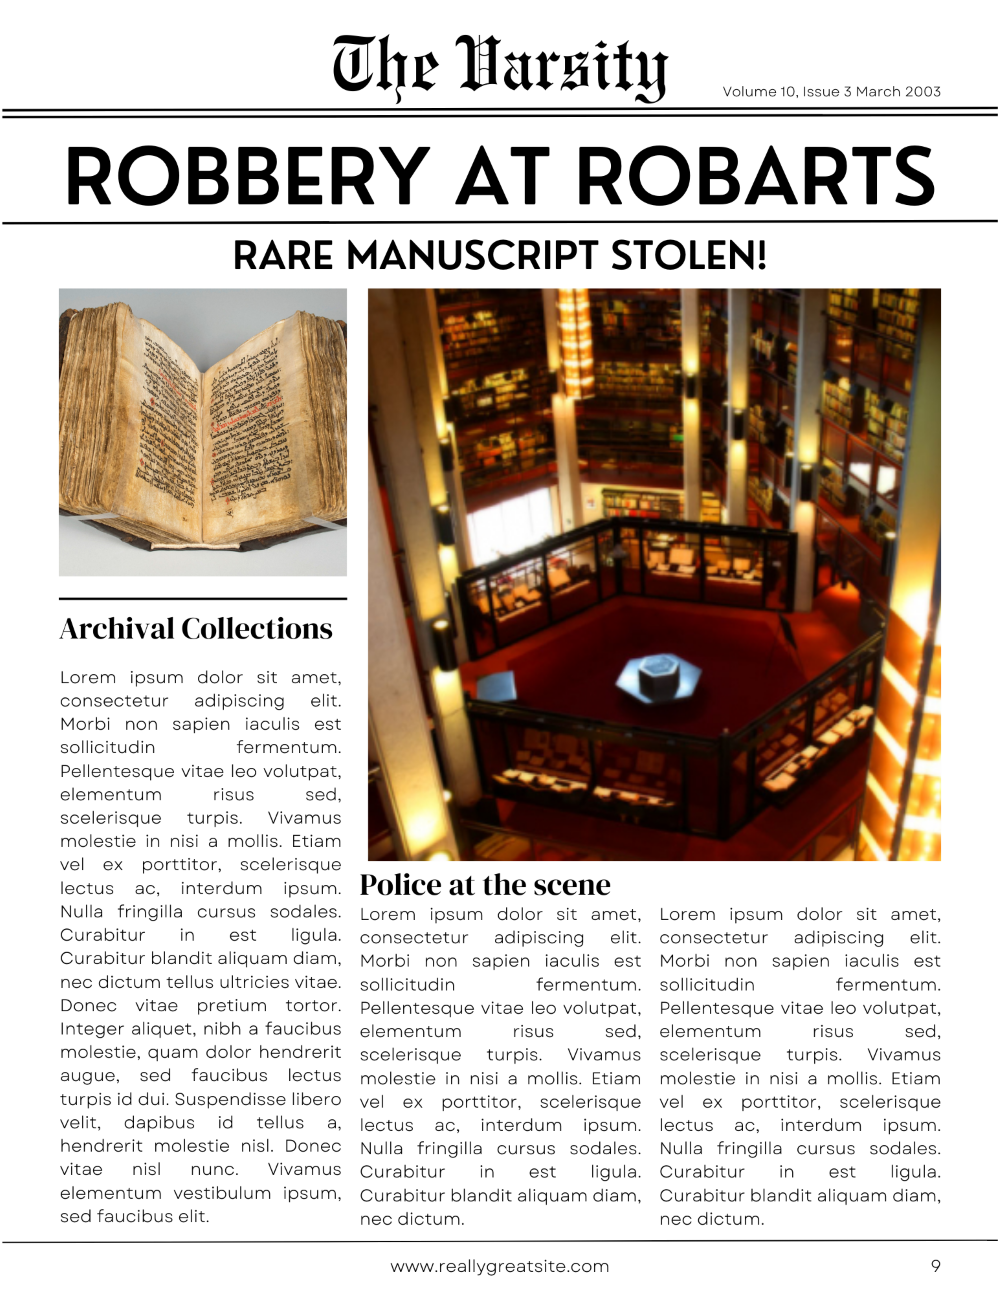 The Varsity
Volume 10, Issue 3 March 2003
ROBBERY AT ROBARTS
RARE MANUSCRIPT STOLEN!
Archival Collections
Lorem ipsum dolor sit amet,
consectetur adipiscing elit.
Morbi non sapien iaculis est
sollicitudin fermentum.
Pellentesque vitae leo volutpat,
elementum risus sed,
scelerisque turpis. Vivamus
molestie in nisi a mollis. Etiam
vel ex porttitor, scelerisque
lectus ac, interdum ipsum.
Nulla fringilla cursus sodales.
Curabitur in est ligula.
Curabitur blandit aliquam diam,
nec dictum tellus ultricies vitae.
Donec vitae pretium tortor.
Integer aliquet, nibh a faucibus
molestie, quam dolor hendrerit
augue, sed faucibus lectus
turpis id dui. Suspendisse libero
velit, dapibus id tellus a,
hendrerit molestie nisl. Donec
vitae nisl nunc. Vivamus
elementum vestibulum ipsum,
sed faucibus elit.
Police at the scene
Lorem ipsum dolor sit amet,
consectetur adipiscing elit.
Morbi non sapien iaculis est
sollicitudin fermentum.
Pellentesque vitae leo volutpat,
elementum risus sed,
scelerisque turpis. Vivamus
molestie in nisi a mollis. Etiam
vel ex porttitor, scelerisque
lectus ac, interdum ipsum.
Nulla fringilla cursus sodales.
Curabitur in est ligula.
Curabitur blandit aliquam diam,
nec dictum.
Lorem ipsum dolor sit amet,
consectetur adipiscing elit.
Morbi non sapien iaculis est
sollicitudin fermentum.
Pellentesque vitae leo volutpat,
elementum risus sed,
scelerisque turpis. Vivamus
molestie in nisi a mollis. Etiam
vel ex porttitor, scelerisque
lectus ac, interdum ipsum.
Nulla fringilla cursus sodales.
Curabitur in est ligula.
Curabitur blandit aliquam diam,
nec dictum.
www.reallygreatsite.com
9